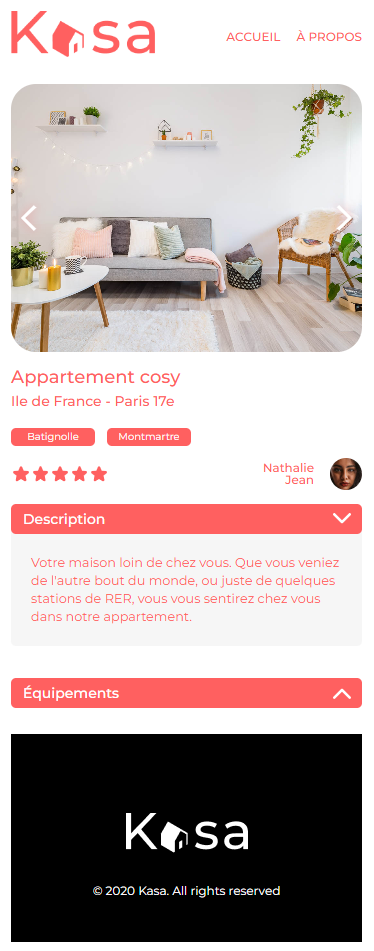 Kasa
ACCUEIL À PROPOS
Appartement cosy
Ile de France - Paris 17e
Batignolle Montmartre
Nathalie
Jean
Description
Votre maison loin de chez vous. Que vous veniez
de l'autre bout du monde, ou juste de quelques
stations de RER, vous vous sentirez chez vous
dans notre appartement.
Équipements
Kasa
© 2020 Kasa. All rights reserved